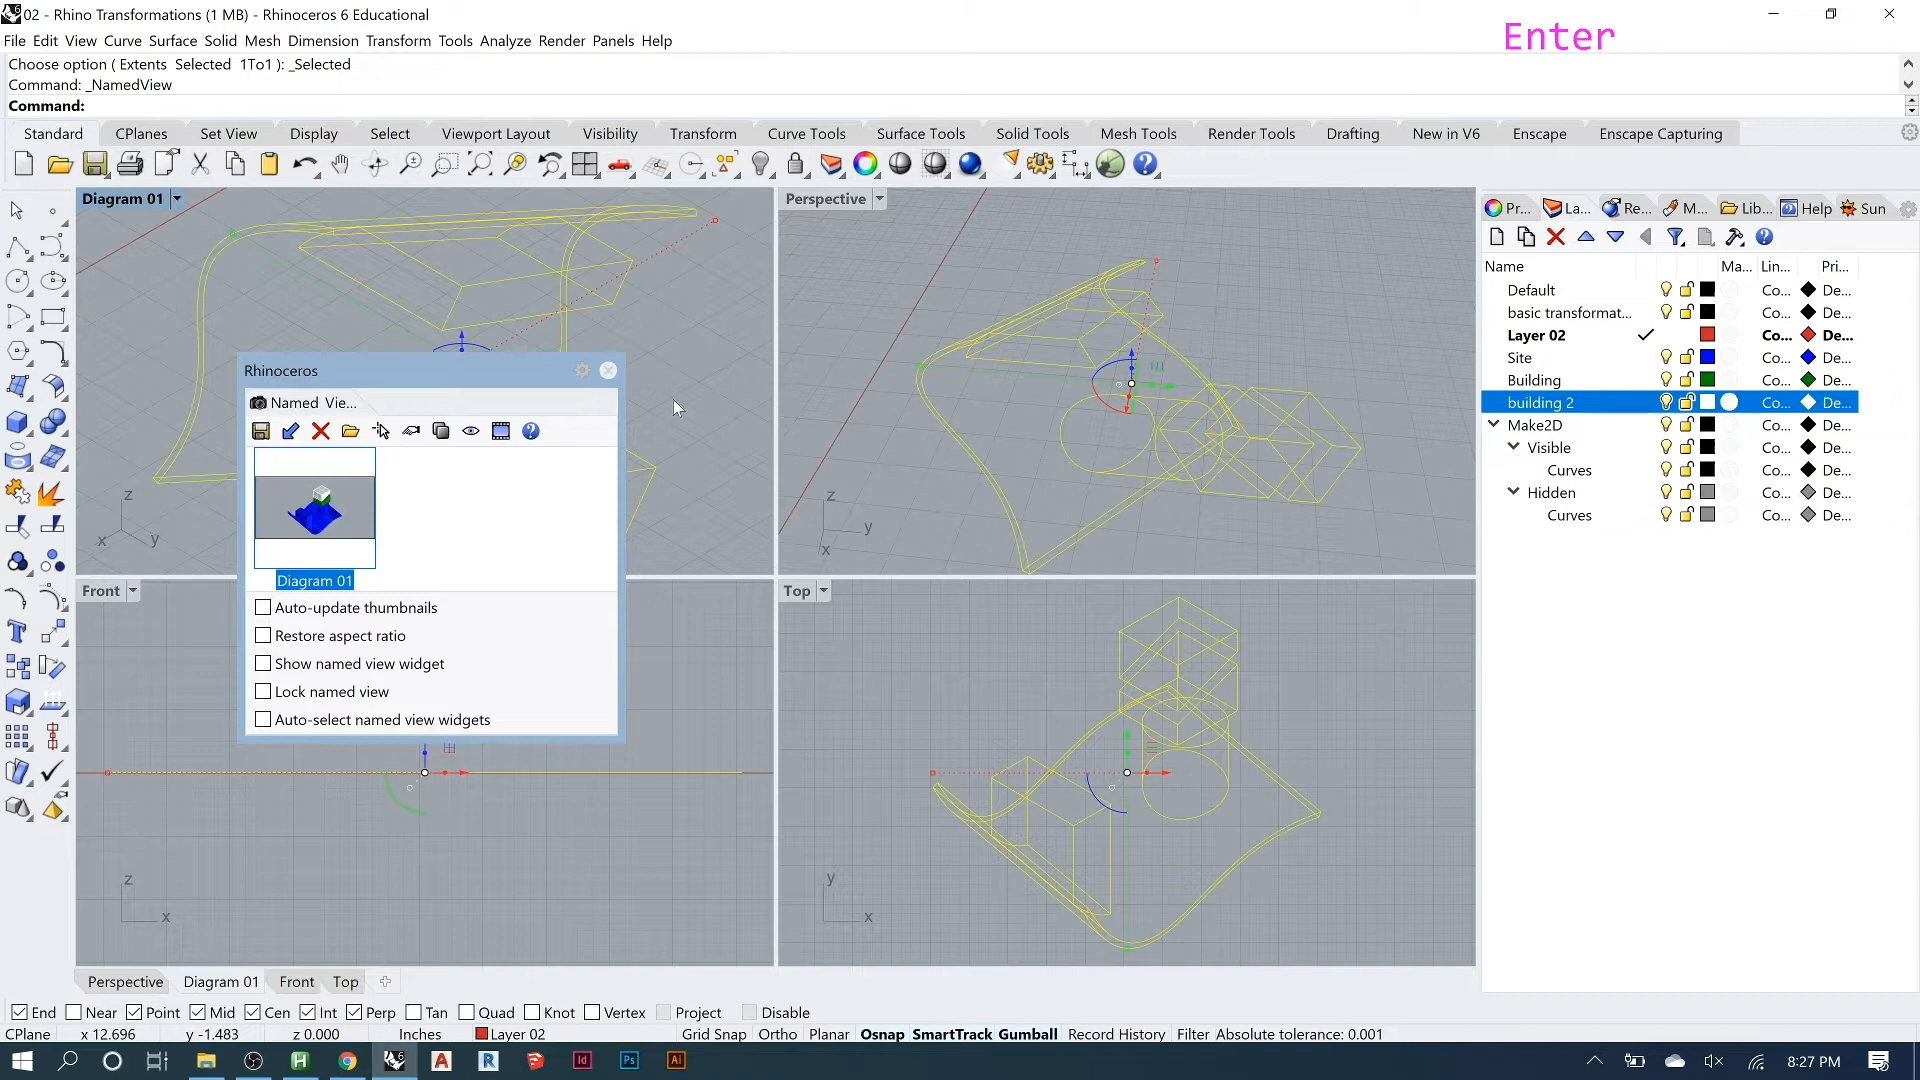 02 - Rhino Transformations (1 MB) - Rhinoceros 6 Educational
Enter
File Edit View Curve Surface Solid Mesh Dimension Transform Tools Analyze Render Panels Help
Choose option ( Extents Selected 1To1 ): _Selected
Command: _NamedView
Command:
Standard CPlanes Set View Display Select Viewport Layout Visibility Transform Curve Tools Surface Tools Solid Tools Mesh Tools Render Tools Drafting New in V6 Enscape Enscape Capturing
Diagram 01
Perspective
Pr... La... Re... M... Lib... Help Sun
Name Ma... Lin... Pri...
Default Co... De...
basic transformat... Co... De...
Layer 02 Co... De...
Site Co... De...
Building Co... De...
building 2 Co... De...
Make2D Co... De...
Visible Co... De...
Curves Co... De...
Hidden Co... De...
Curves Co... De...
Rhinoceros
Named Vie...
Diagram 01
Auto-update thumbnails
Restore aspect ratio
Show named view widget
Lock named view
Auto-select named view widgets
z
x y
z
y
x
Front
Top
z
x
y
x
Perspective Diagram 01 Front Top
End Near Point Mid Cen Int Perp Tan Quad Knot Vertex Project Disable
CPlane x 12.696 y -1.483 z 0.000 Inches Layer 02 Grid Snap Ortho Planar Osnap SmartTrack Gumball Record History Filter Absolute tolerance: 0.001
H A R Id Ps Ai 8:27 PM